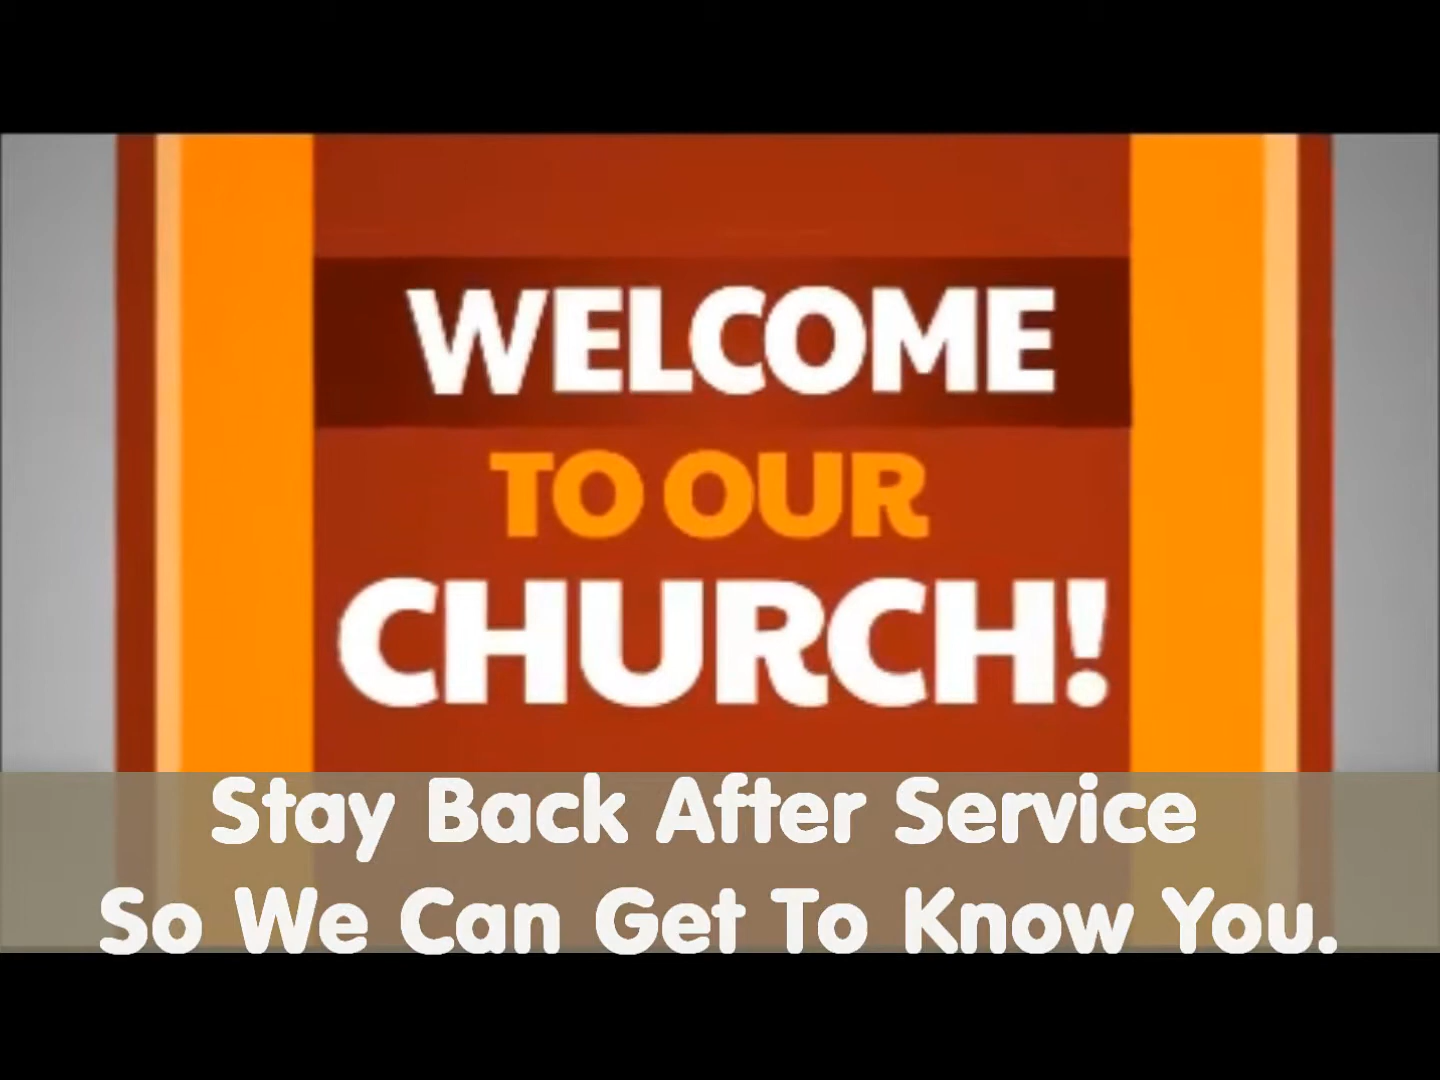 WELCOME
TO OUR
CHURCH!
Stay Back After Service
So We Can Get To Know You.